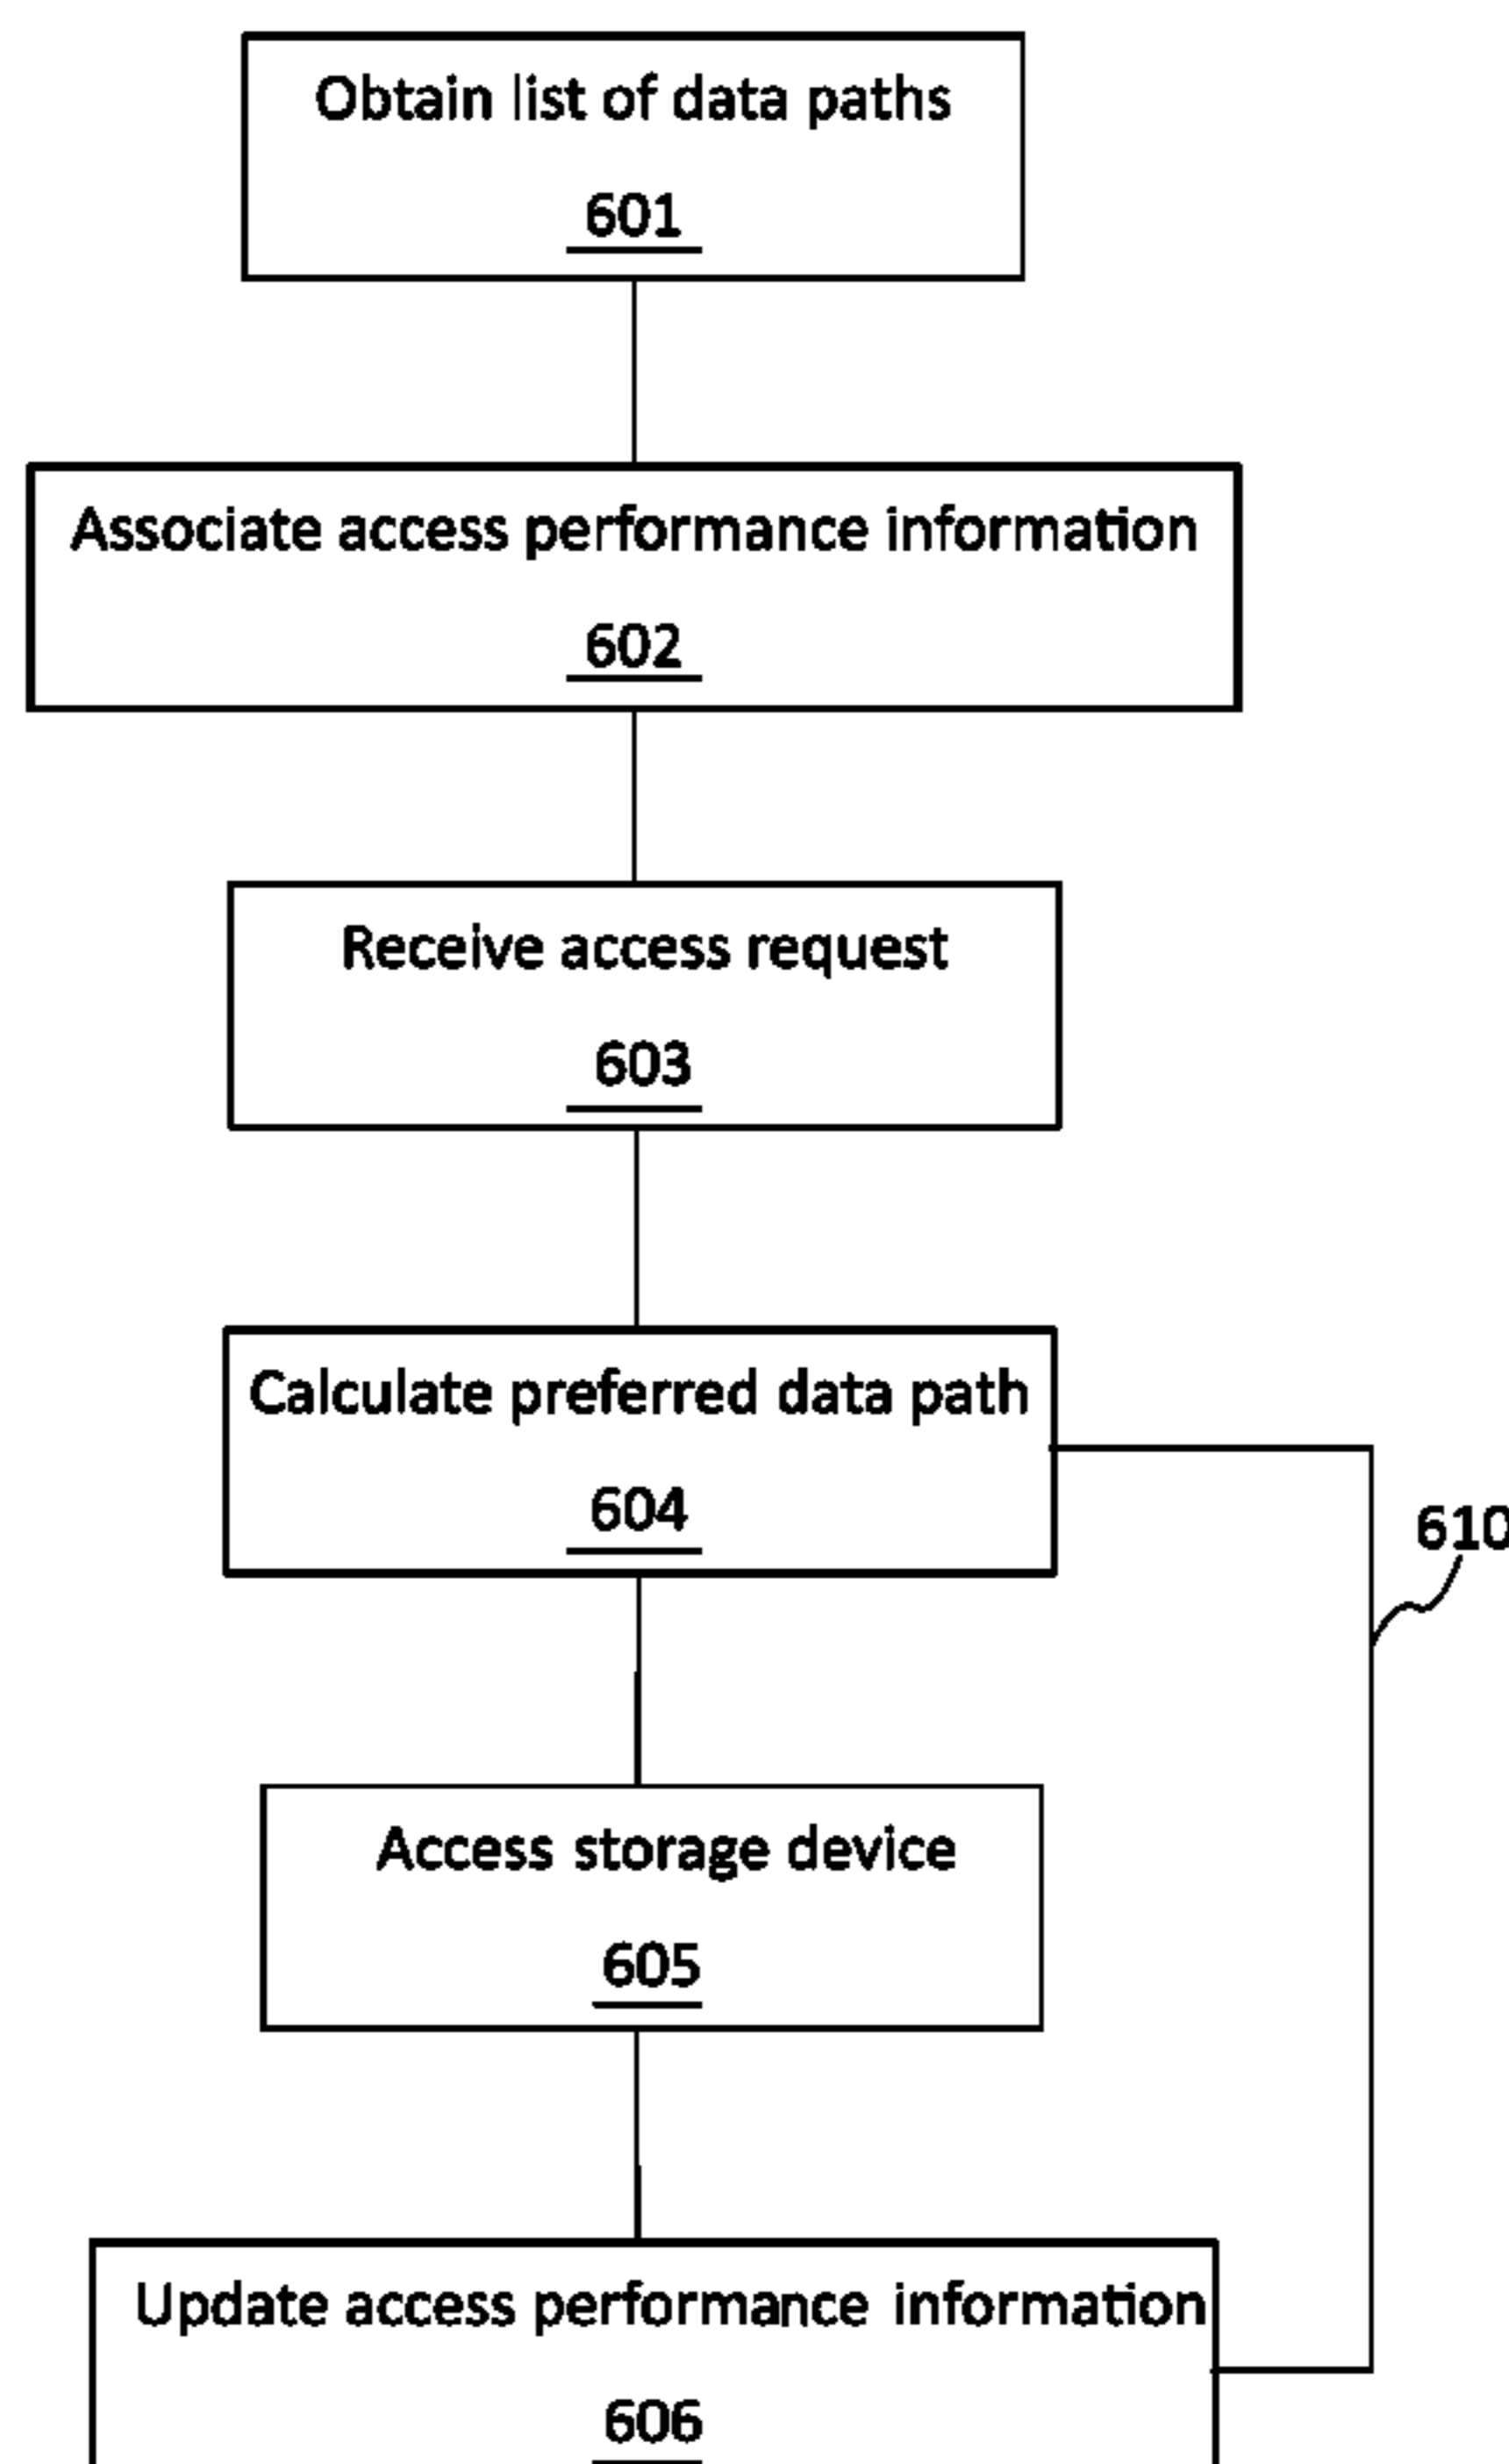 Obtain list of data paths
601
Associate access performance information
602
Receive access request
603
Calculate preferred data path
604
610
Access storage device
605
Update access performance information
606